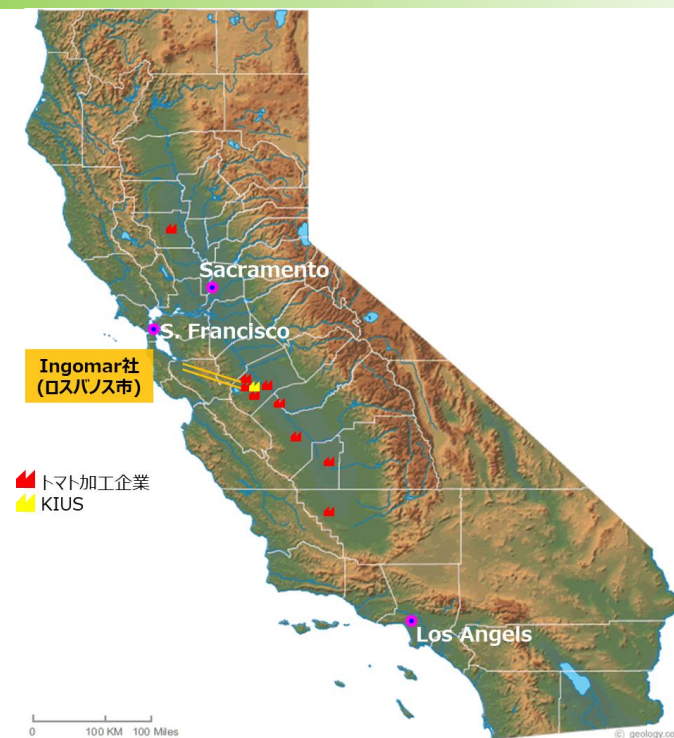 Sacramento
S. Francisco
Ingomar社
(ロスバノス市)
トマト加工企業
KIUS
Los Angels
0 100 KM 100 Miles
(C) geology.co